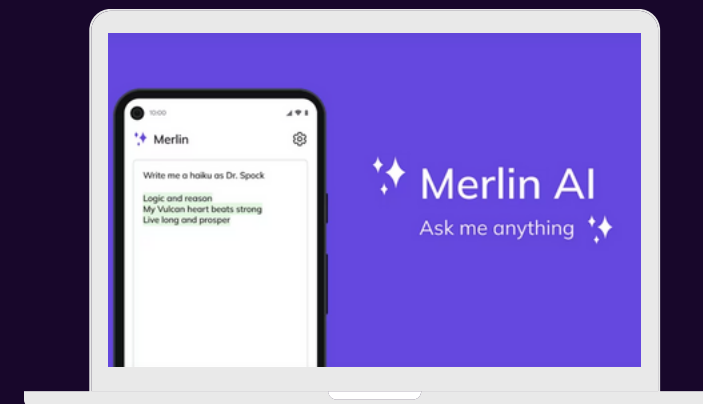 10:00
Merlin
Write me a haiku as Dr. Spock
Logic and reason
My Vulcan heart beats strong
Live long and prosper
Merlin AI
Ask me anything